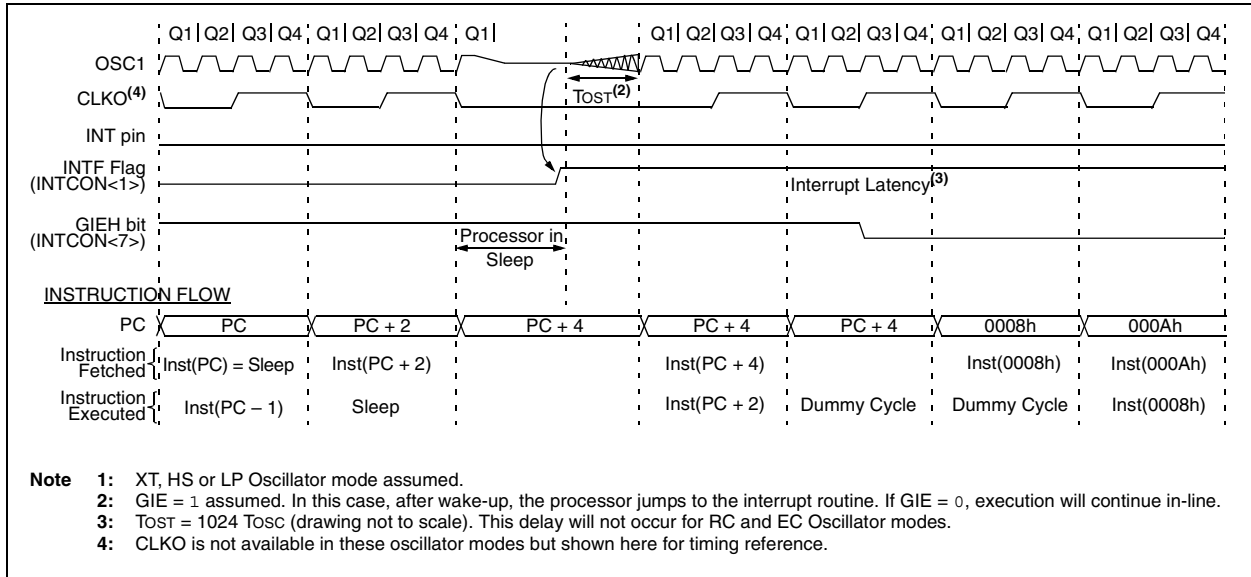 Q1 Q2 Q3 Q4 Q1 Q2 Q3 Q4 Q1 Q1 Q2 Q3 Q4 Q1 Q2 Q3 Q4 Q1 Q2 Q3 Q4 Q1 Q2 Q3 Q4
OSC1
CLKO(4)
TOST(2)
INT pin
INTF Flag
(INTCON<1>)
Interrupt Latency(3)
GIEH bit
(INTCON<7>)
Processor in
Sleep
INSTRUCTION FLOW
PC PC PC + 2 PC + 4 PC + 4 PC + 4 0008h 000Ah
Instruction
Fetched
Inst(PC) = Sleep Inst(PC + 2) Inst(PC + 4) Inst(0008h) Inst(000Ah)
Instruction
Executed
Inst(PC – 1) Sleep Inst(PC + 2) Dummy Cycle Dummy Cycle Inst(0008h)
Note 1: XT, HS or LP Oscillator mode assumed.
2: GIE = 1 assumed. In this case, after wake-up, the processor jumps to the interrupt routine. If GIE = 0, execution will continue in-line.
3: TOST = 1024 TOSC (drawing not to scale). This delay will not occur for RC and EC Oscillator modes.
4: CLKO is not available in these oscillator modes but shown here for timing reference.